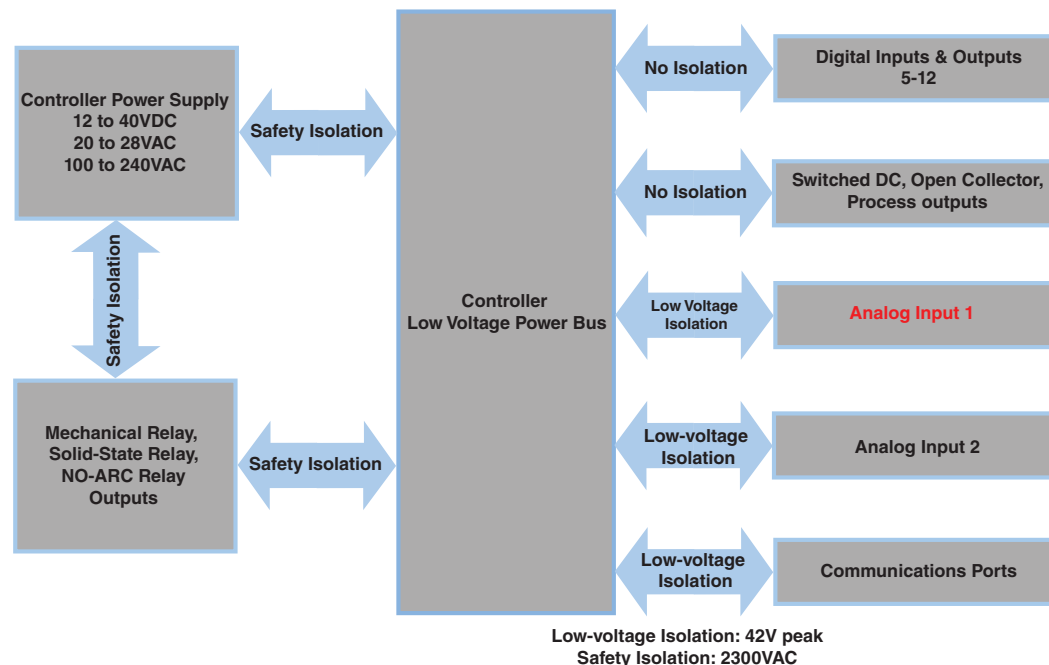 Controller Power Supply
12 to 40VDC
20 to 28VAC
100 to 240VAC
Safety Isolation
Safety Isolation
Mechanical Relay,
Solid-State Relay,
NO-ARC Relay
Outputs
Safety Isolation
Controller
Low Voltage Power Bus
No Isolation
Digital Inputs & Outputs
5-12
No Isolation
Switched DC, Open Collector,
Process outputs
Low Voltage
Isolation
Analog Input 1
Low-voltage
Isolation
Analog Input 2
Low-voltage
Isolation
Communications Ports
Low-voltage Isolation: 42V peak
Safety Isolation: 2300VAC